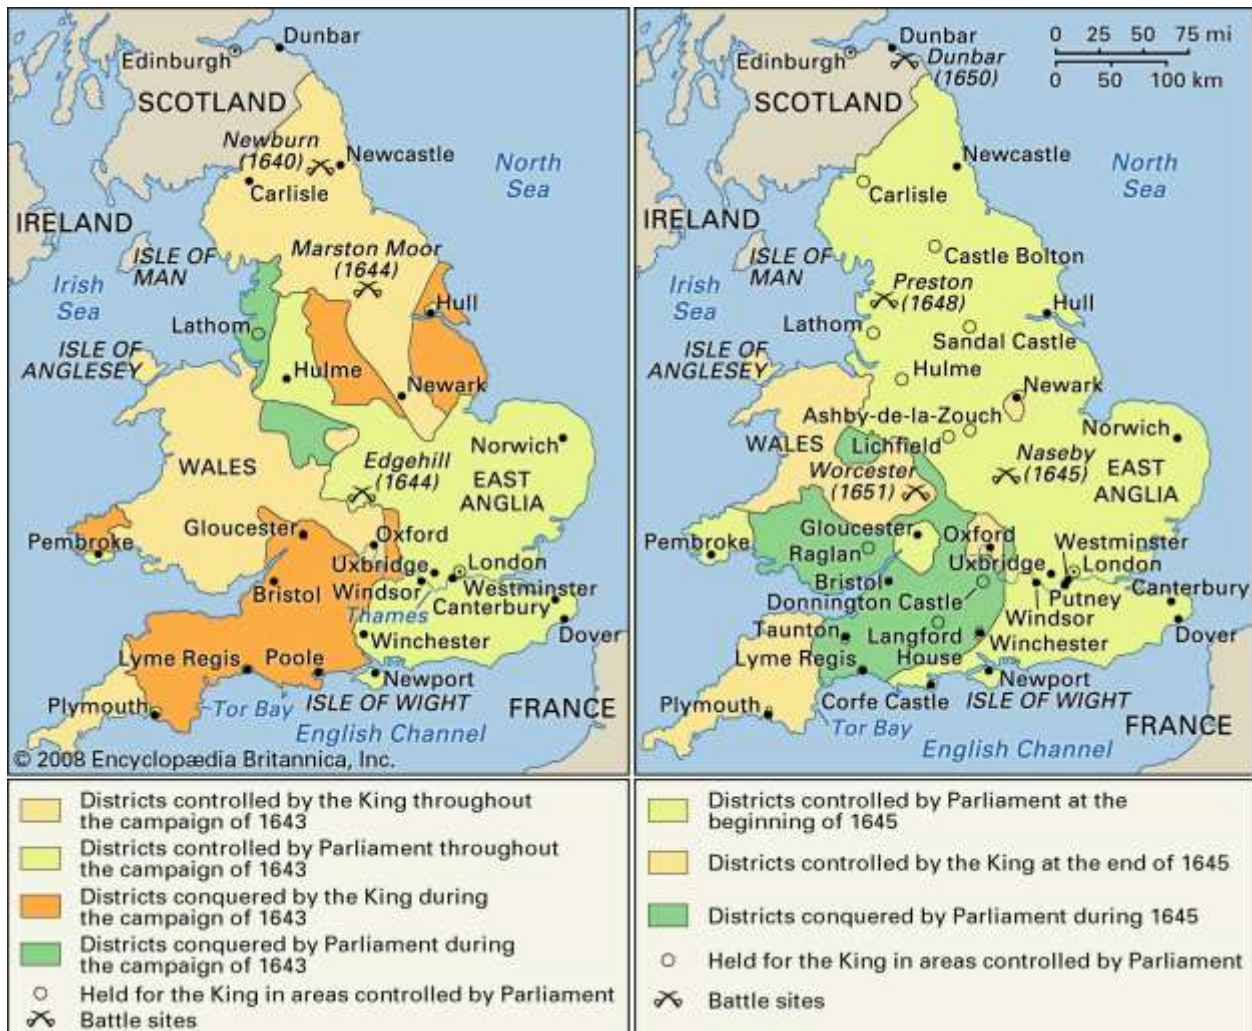 Dunbar
Edinburgh
SCOTLAND
Newburn
(1640)
Newcastle
Carlisle
North
Sea
IRELAND
ISLE OF
MAN
Marston Moor
(1644)
Irish
Sea
Hull
Lathom
ISLE OF
ANGLESEY
Hulme
Newark
Norwich
WALES
Edgehill
(1644)
EAST
ANGLIA
Gloucester
Oxford
Pembroke
Uxbridge
London
Bristol
Windsor
Westminster
Thames
Canterbury
Winchester
Dover
Lyme Regis
Poole
Newport
Plymouth
Tor Bay
ISLE OF WIGHT
FRANCE
English Channel
© 2008 Encyclopædia Britannica, Inc.
Districts controlled by the King throughout
the campaign of 1643
Districts controlled by Parliament throughout
the campaign of 1643
Districts conquered by the King during
the campaign of 1643
Districts conquered by Parliament during
the campaign of 1643
Held for the King in areas controlled by Parliament
Battle sites
Dunbar
0 25 50 75 mi
Edinburgh
Dunbar
(1650)
0 50 100 km
SCOTLAND
Newcastle
North
Sea
Carlisle
IRELAND
ISLE OF
MAN
Castle Bolton
Irish
Sea
Preston
(1648)
Hull
Lathom
Sandal Castle
ISLE OF
ANGLESEY
Hulme
Newark
Ashby-de-la-Zouch
WALES
Lichfield
Norwich
Worcester
(1651)
Naseby
(1645)
EAST
ANGLIA
Gloucester
Oxford
Westminster
Pembroke
Raglan
Uxbridge
London
Bristol
Canterbury
Donnington Castle
Putney
Windsor
Taunton
Langford
House
Winchester
Dover
Lyme Regis
Newport
Plymouth
Corfe Castle
ISLE OF WIGHT
Tor Bay
FRANCE
English Channel
Districts controlled by Parliament at the
beginning of 1645
Districts controlled by the King at the end of 1645
Districts conquered by Parliament during 1645
Held for the King in areas controlled by Parliament
Battle sites